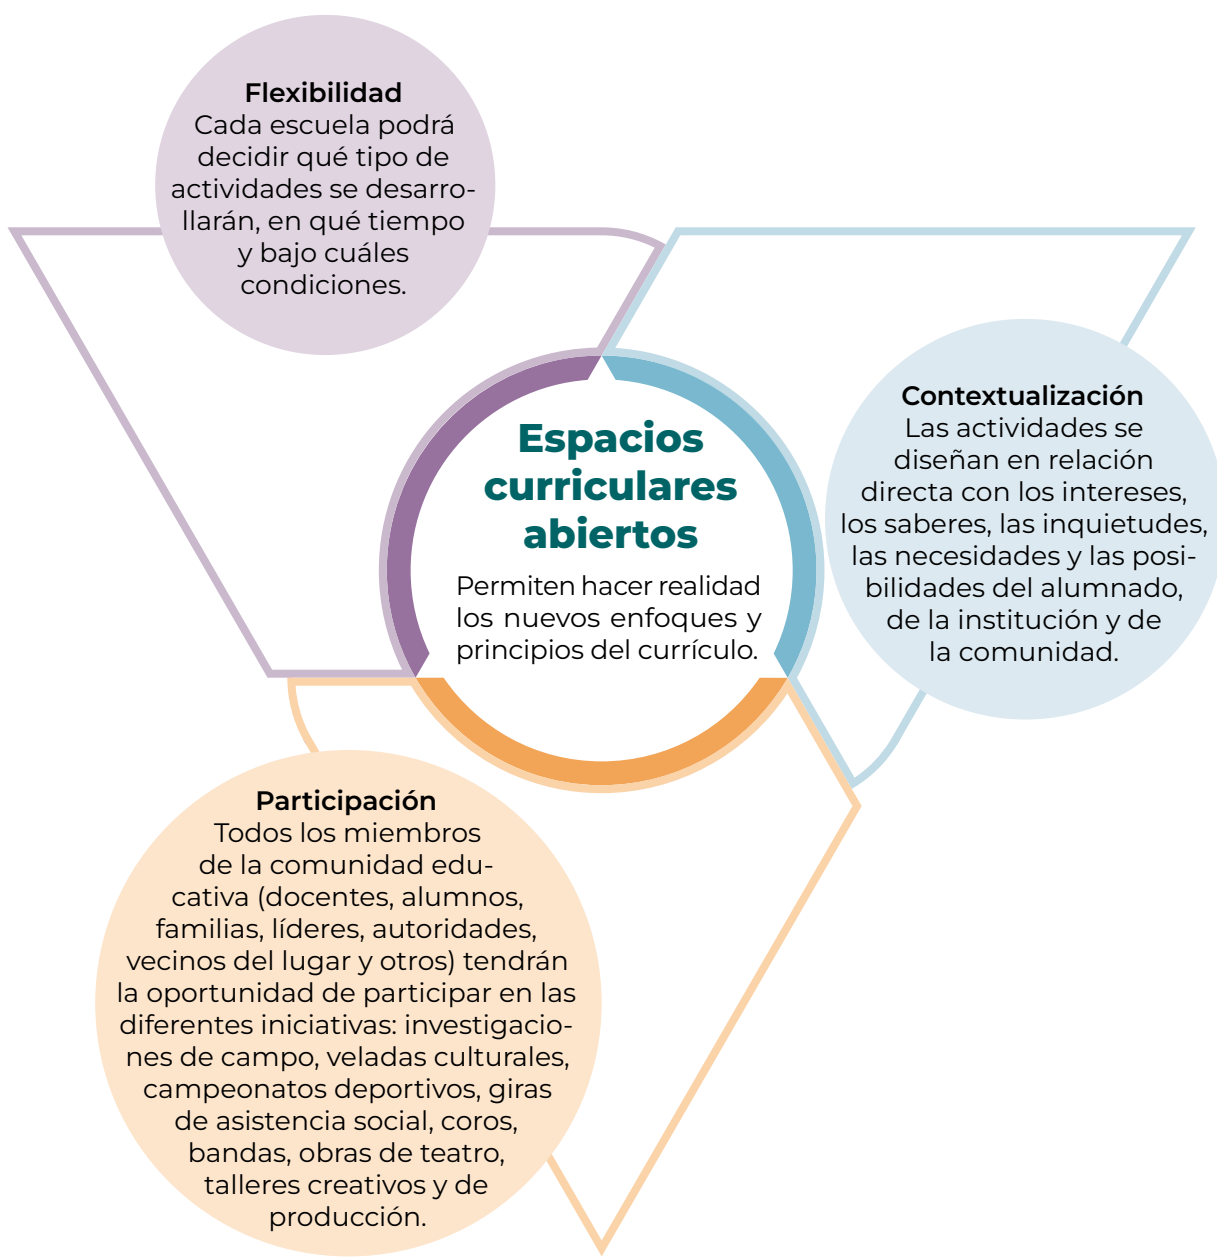 Flexibilidad
Cada escuela podrá
decidir qué tipo de
actividades se desarro-
llarán, en qué tiempo
y bajo cuáles
condiciones.
Espacios
curriculares
abiertos
Permiten hacer realidad
los nuevos enfoques y
principios del currículo.
Contextualización
Las actividades se
diseñan en relación
directa con los intereses,
los saberes, las inquietudes,
las necesidades y las posi-
bilidades del alumnado,
de la institución y de
la comunidad.
Participación
Todos los miembros
de la comunidad edu-
cativa (docentes, alumnos,
familias, líderes, autoridades,
vecinos del lugar y otros) tendrán
la oportunidad de participar en las
diferentes iniciativas: investigacio-
nes de campo, veladas culturales,
campeonatos deportivos, giras
de asistencia social, coros,
bandas, obras de teatro,
talleres creativos y de
producción.